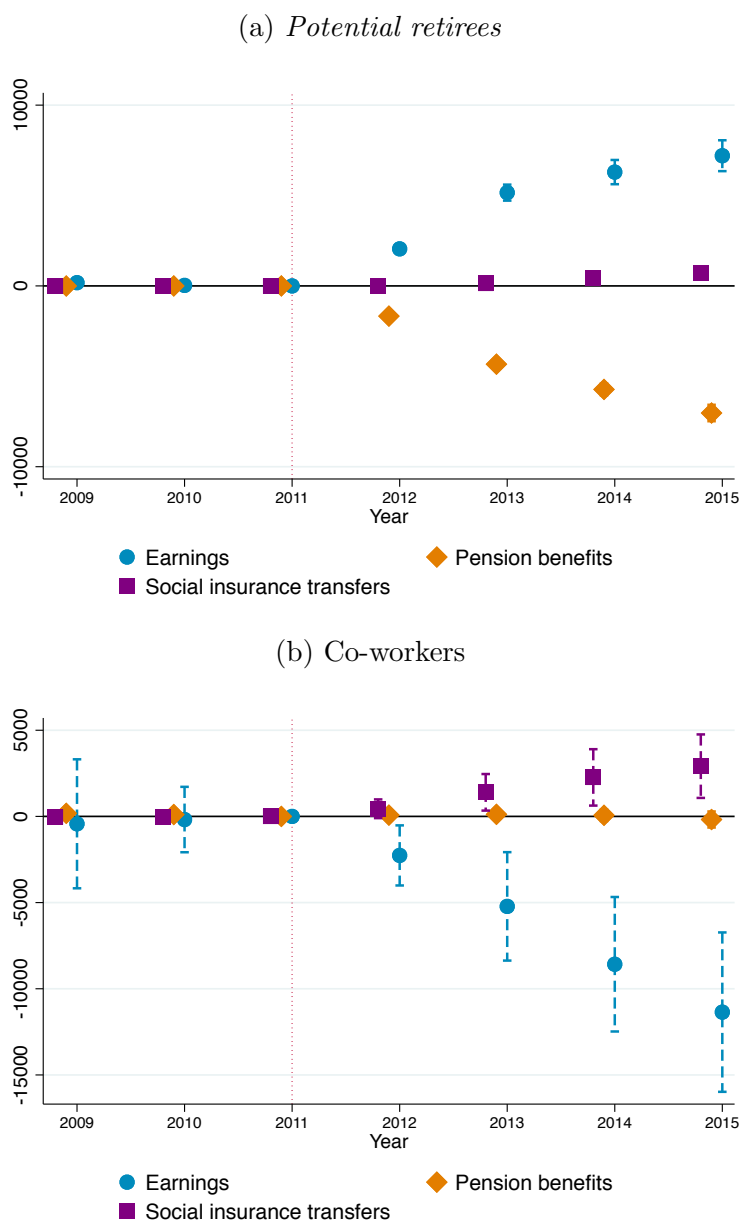 (a) Potential retirees
10000
0
-10000
2009 2010 2011 2012 2013 2014 2015
Year
Earnings Pension benefits
Social insurance transfers
(b) Co-workers
5000
0
-5000
-10000
-15000
2009 2010 2011 2012 2013 2014 2015
Year
Earnings Pension benefits
Social insurance transfers